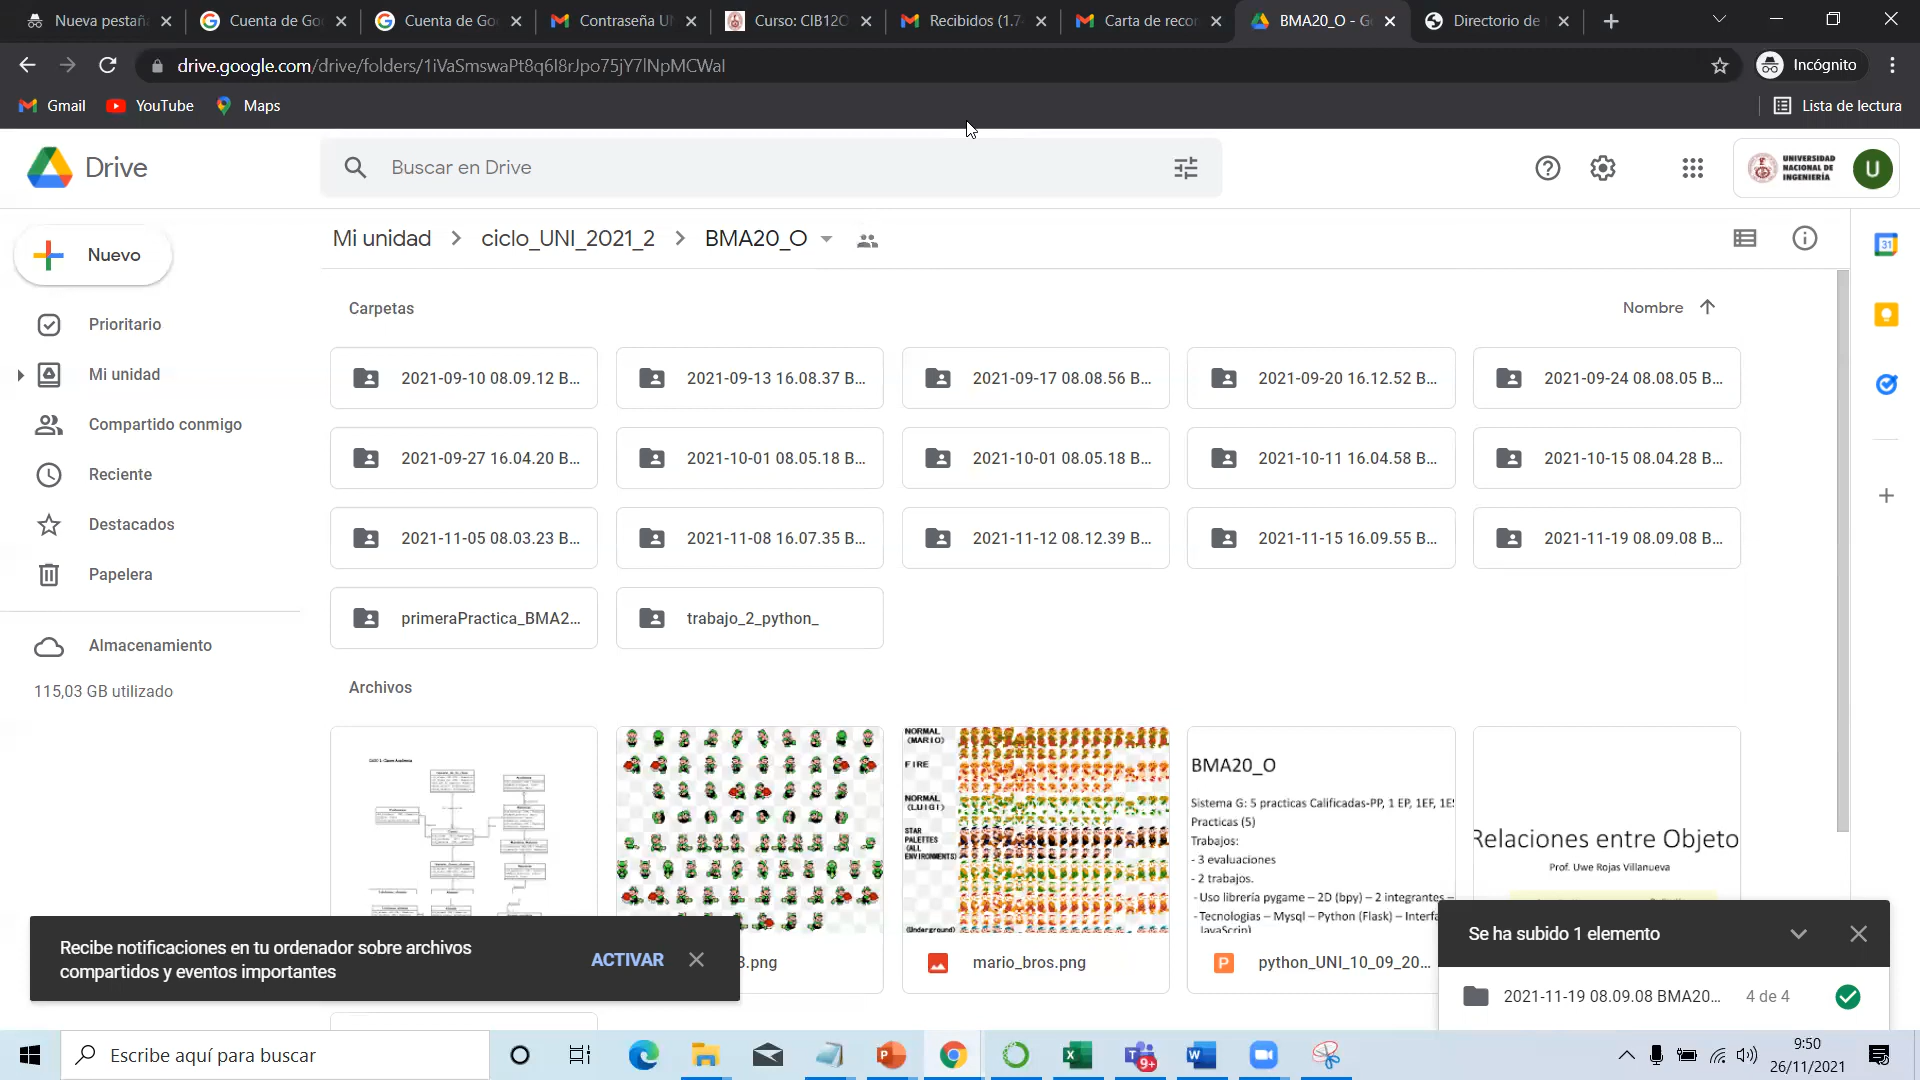 Nueva pestañ
Cuenta de Go
Cuenta de Go
Contraseña U
Curso: CIB12O
Recibidos (1.7
Carta de reco
BMA20_O - G
Directorio de
drive.google.com/drive/folders/1iVaSmswaPt8q6I8rJpo75jY7lNpMCWaI
Incógnito
Gmail
YouTube
Maps
Lista de lectura
Drive
Buscar en Drive
UNIVERSIDAD
NACIONAL DE
INGENIERÍA
U
Nuevo
Mi unidad
ciclo_UNI_2021_2
BMA20_O
31
Carpetas
Nombre
Prioritario
Mi unidad
Compartido conmigo
Reciente
Destacados
Papelera
Almacenamiento
115,03 GB utilizado
2021-09-10 08.09.12 B...
2021-09-13 16.08.37 B...
2021-09-17 08.08.56 B...
2021-09-20 16.12.52 B...
2021-09-24 08.08.05 B...
2021-09-27 16.04.20 B...
2021-10-01 08.05.18 B...
2021-10-01 08.05.18 B...
2021-10-11 16.04.58 B...
2021-10-15 08.04.28 B...
2021-11-05 08.03.23 B...
2021-11-08 16.07.35 B...
2021-11-12 08.12.39 B...
2021-11-15 16.09.55 B...
2021-11-19 08.09.08 B...
primeraPractica_BMA2...
trabajo_2_python_
Archivos
NORMAL
(MARIO)
FIRE
NORMAL
(LUIGI)
STAR
PALETTES
(ALL
ENVIRONMENTS)
(Underground)
BMA20_O
Sistema G: 5 practicas Calificadas-PP, 1 EP, 1EF, 1E
Practicas (5)
Trabajos:
- 3 evaluaciones
- 2 trabajos.
- Uso librería pygame – 2D (bpy) – 2 integrantes –
- Tecnologias – Mysql – Python (Flask) – Interfa
JavaScrip)
Relaciones entre Objeto
Prof. Uwe Rojas Villanueva
3.png
mario_bros.png
python_UNI_10_09_20...
Recibe notificaciones en tu ordenador sobre archivos
compartidos y eventos importantes
ACTIVAR
Se ha subido 1 elemento
2021-11-19 08.09.08 BMA20...
4 de 4
Escribe aquí para buscar
9+
9:50
26/11/2021